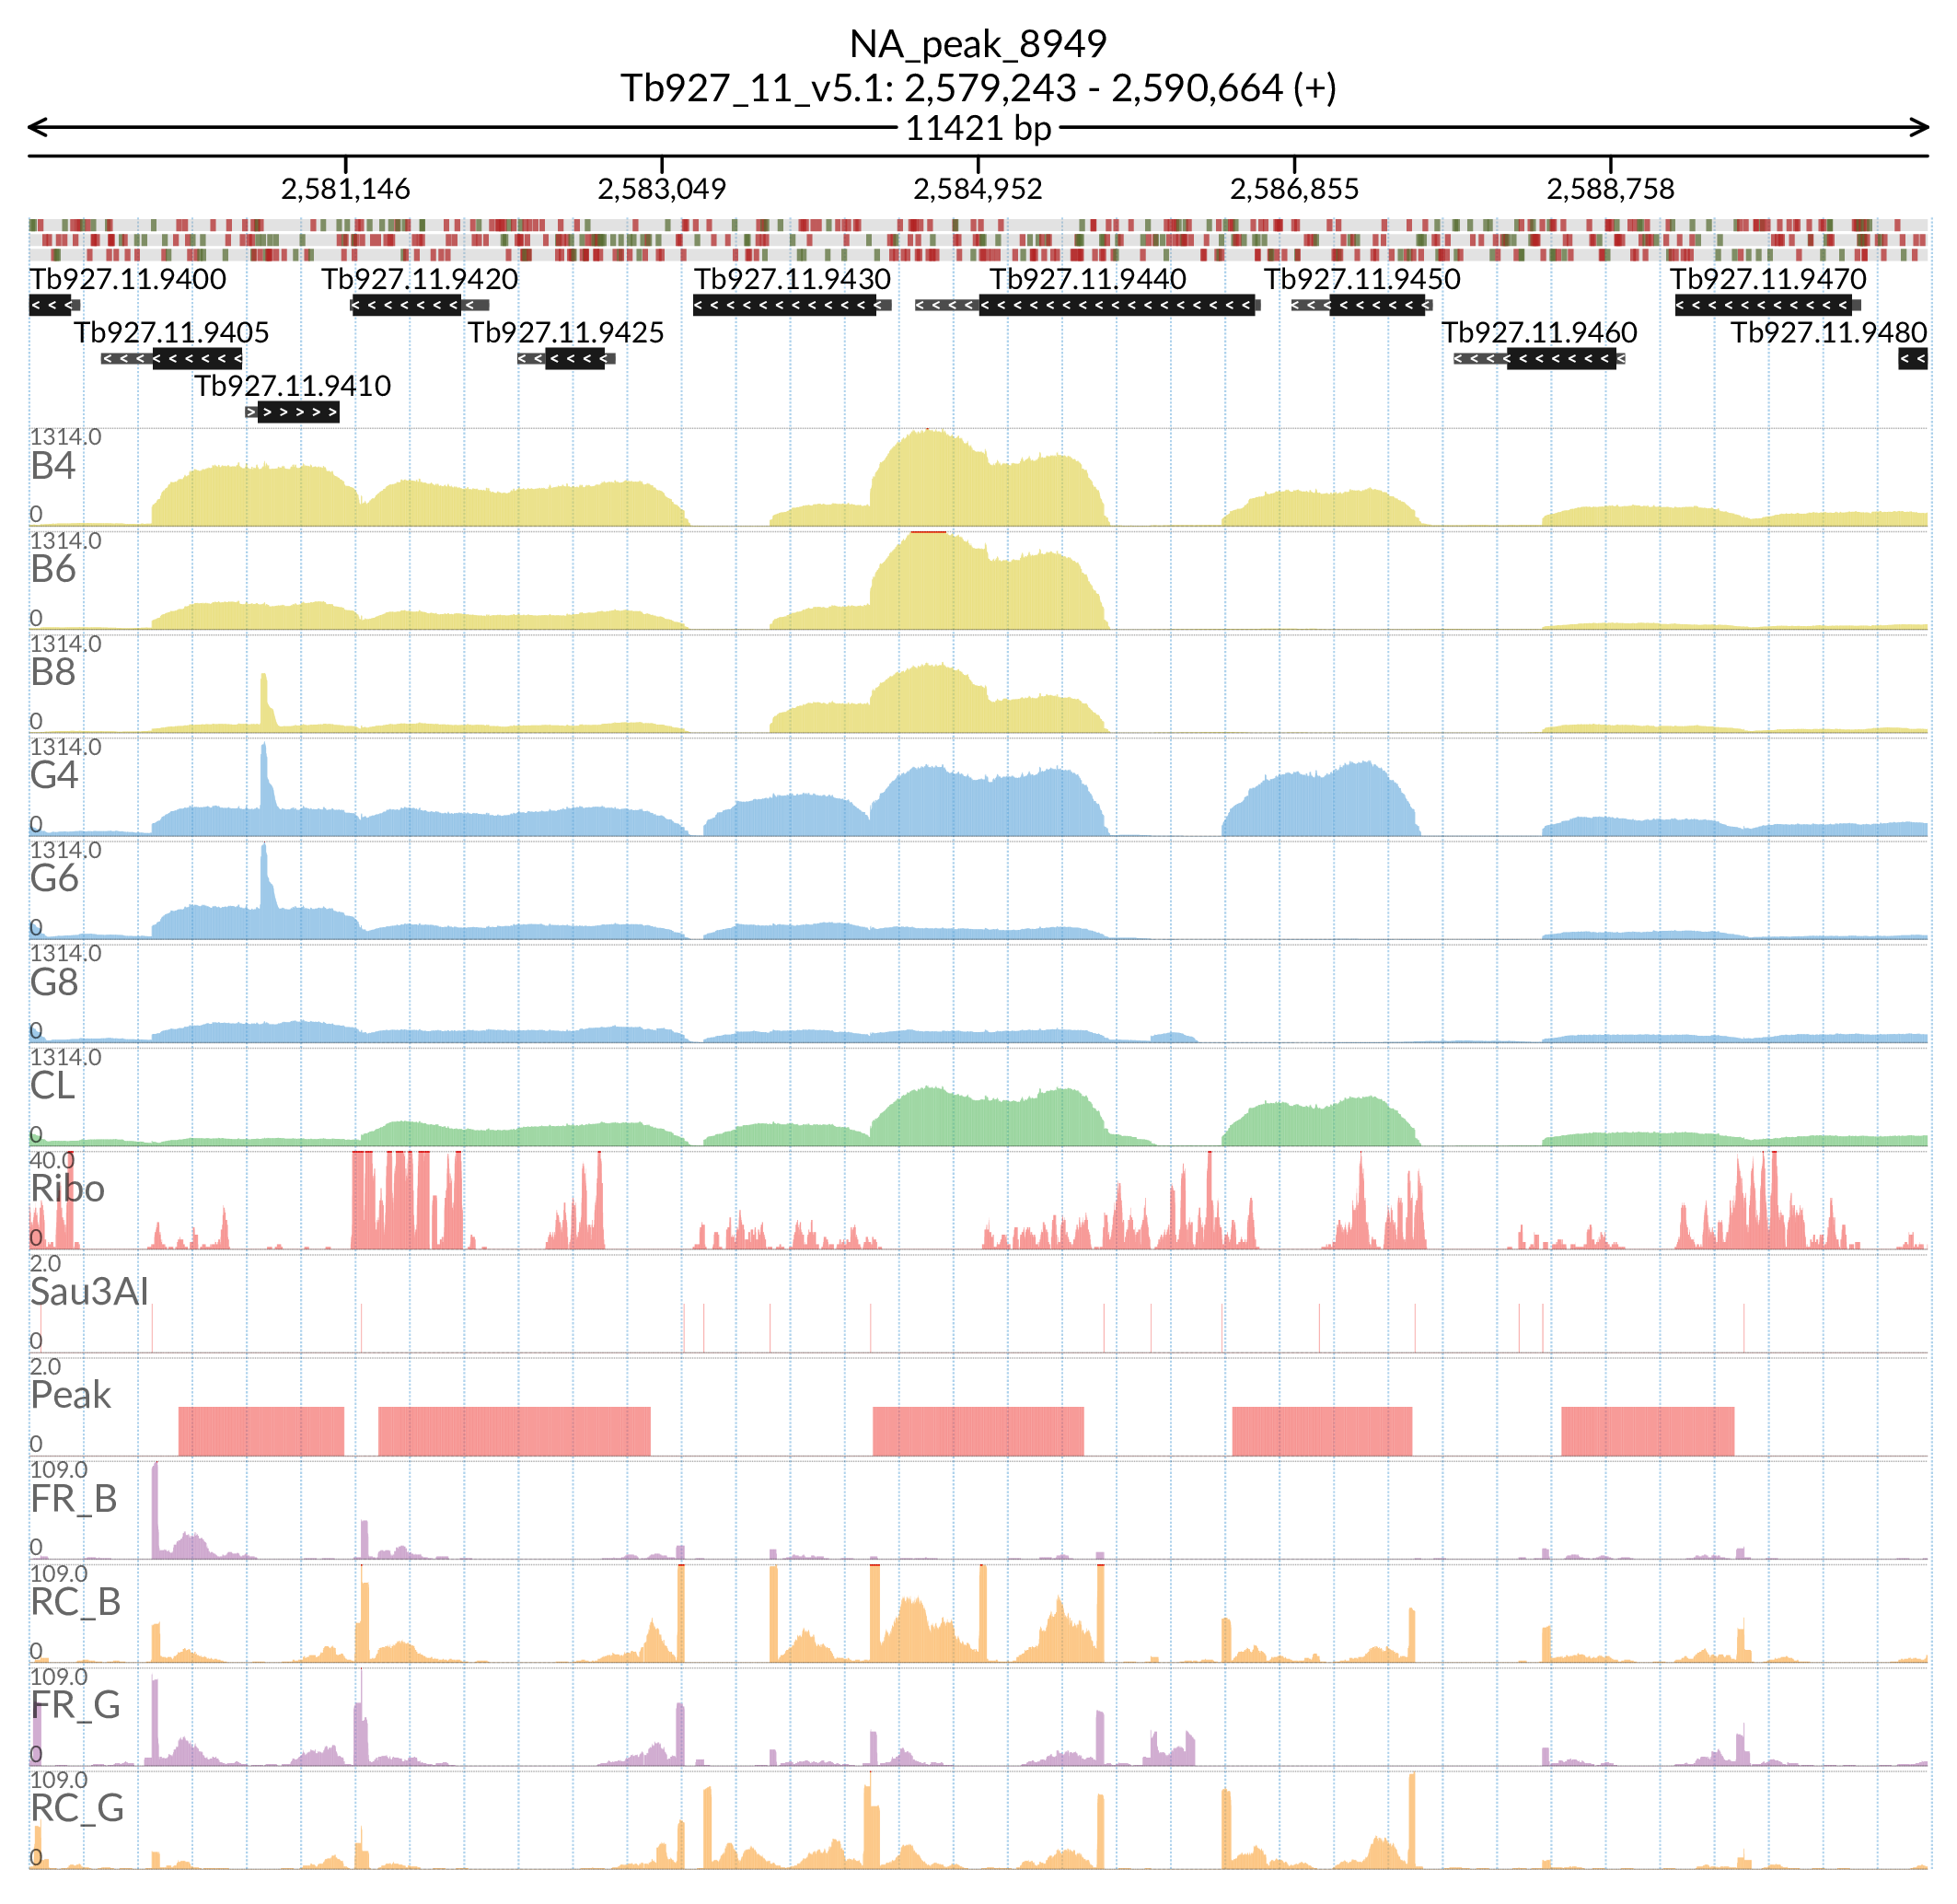 NA_peak_8949
Tb927_11_v5.1: 2,579,243 - 2,590,664 (+)
11421 bp
2,581,146 2,583,049 2,584,952 2,586,855 2,588,758
Tb927.11.9400 Tb927.11.9420 Tb927.11.9430 Tb927.11.9440 Tb927.11.9450 Tb927.11.9470
Tb927.11.9405 Tb927.11.9425 Tb927.11.9460 Tb927.11.9480
Tb927.11.9410
1314.0
B4
0
1314.0
B6
0
1314.0
B8
0
1314.0
G4
0
1314.0
G6
0
1314.0
G8
0
1314.0
CL
0
40.0
Ribo
0
2.0
Sau3AI
0
2.0
Peak
0
109.0
FR_B
0
109.0
RC_B
0
109.0
FR_G
0
109.0
RC_G
0